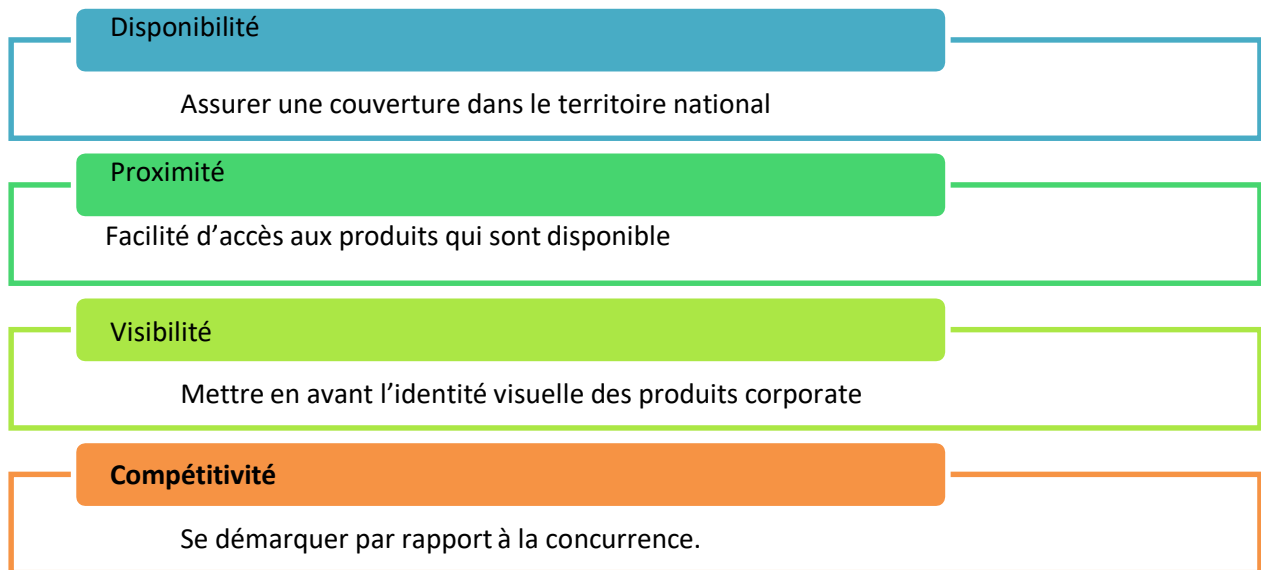 Disponibilité
Assurer une couverture dans le territoire national
Proximité
Facilité d’accès aux produits qui sont disponible
Visibilité
Mettre en avant l’identité visuelle des produits corporate
Compétitivité
Se démarquer par rapport à la concurrence.